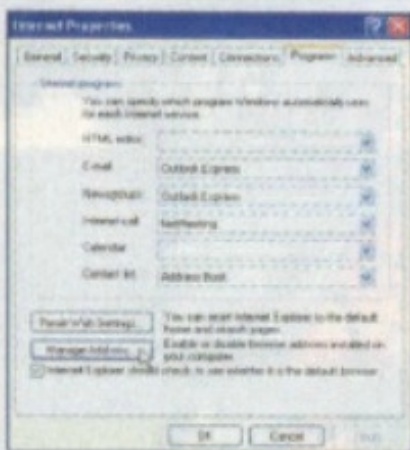 Internet Properties
General Security Privacy Content Connections Programs Advanced
Internet programs
You can specify which program Windows automatically uses
for each Internet service.
HTML editor:
E-mail: Outlook Express
Newsgroups: Outlook Express
Internet call: NetMeeting
Calendar:
Contact list: Address Book
Reset Web Settings... You can reset Internet Explorer to the default
home and search pages.
Manage Add-ons... Enable or disable browser add-ons installed on
your computer.
Internet Explorer should check to see whether it is the default browser
OK Cancel